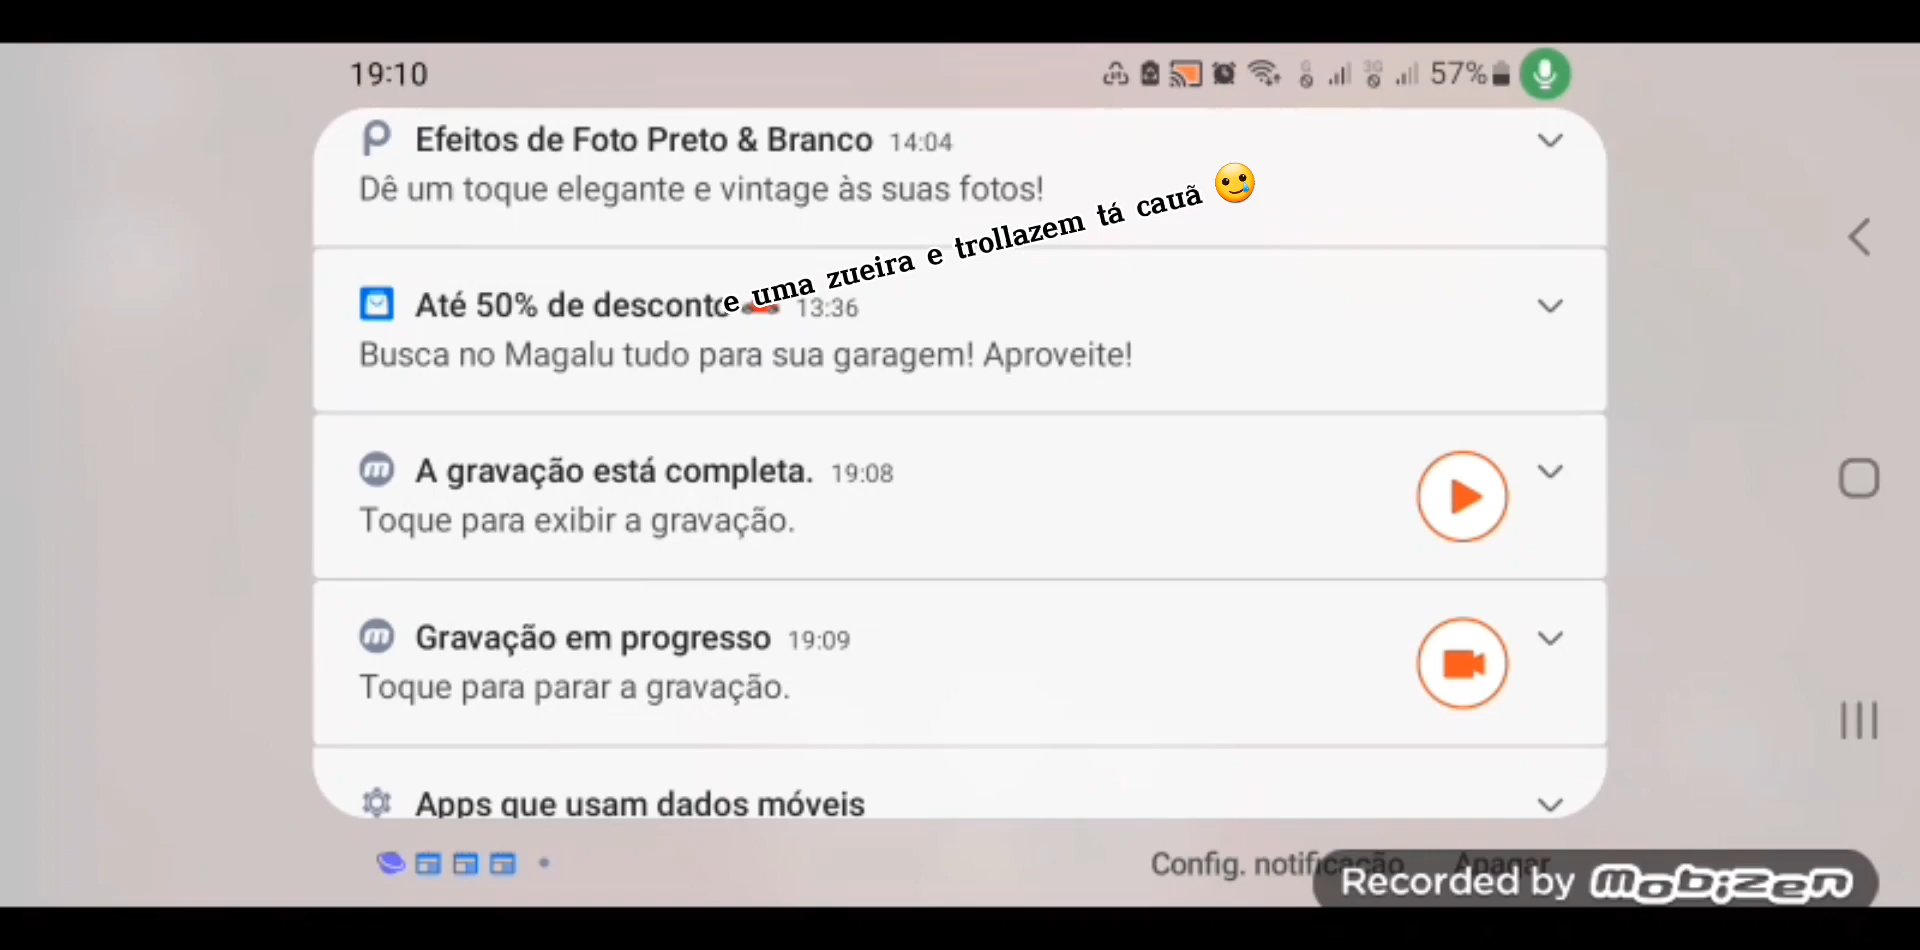 19:10
57%
Efeitos de Foto Preto & Branco 14:04
Dê um toque elegante e vintage às suas fotos!
e uma zueira e trollazem tá cauã 🥲
Até 50% de desconto 13:36
Busca no Magalu tudo para sua garagem! Aproveite!
A gravação está completa. 19:08
Toque para exibir a gravação.
Gravação em progresso 19:09
Toque para parar a gravação.
Apps que usam dados móveis
Config. notificação Apagar
Recorded by Mobizen